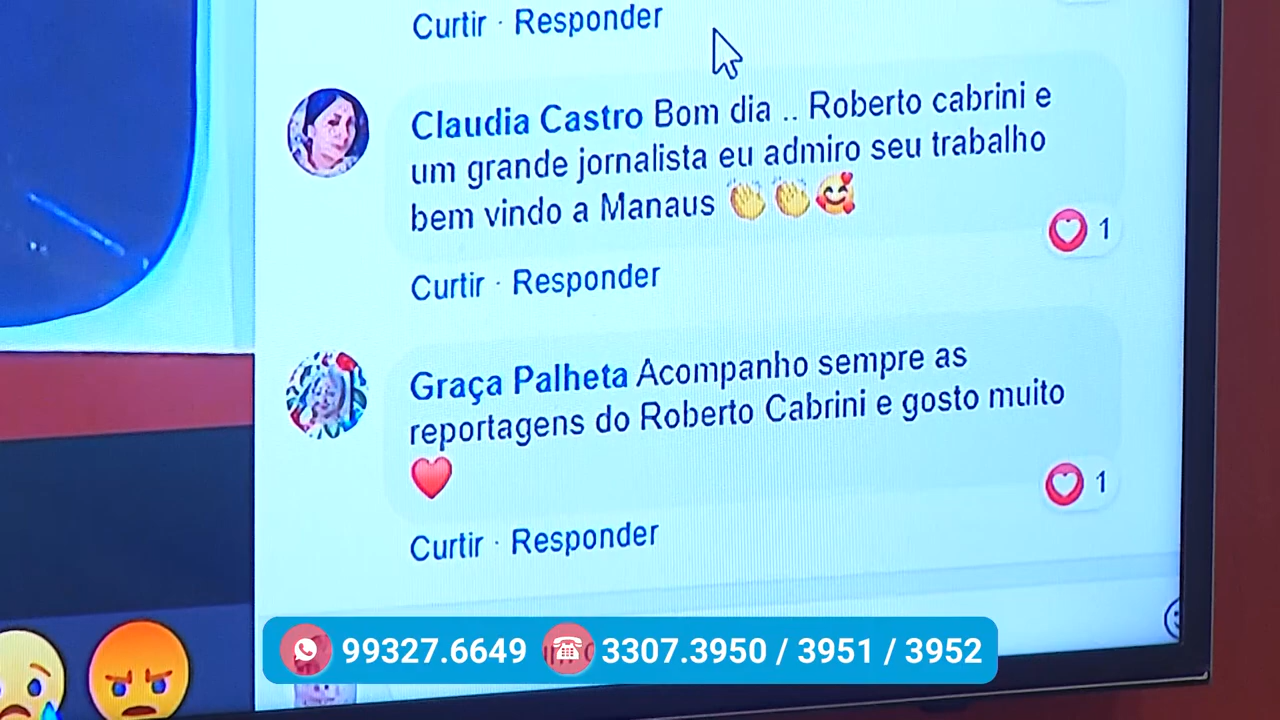 Curtir · Responder
Claudia Castro Bom dia .. Roberto cabrini e
um grande jornalista eu admiro seu trabalho
bem vindo a Manaus 👏👏🥰
1
Curtir · Responder
Graça Palheta Acompanho sempre as
reportagens do Roberto Cabrini e gosto muito
♥️
1
Curtir · Responder
99327.6649 3307.3950 / 3951 / 3952